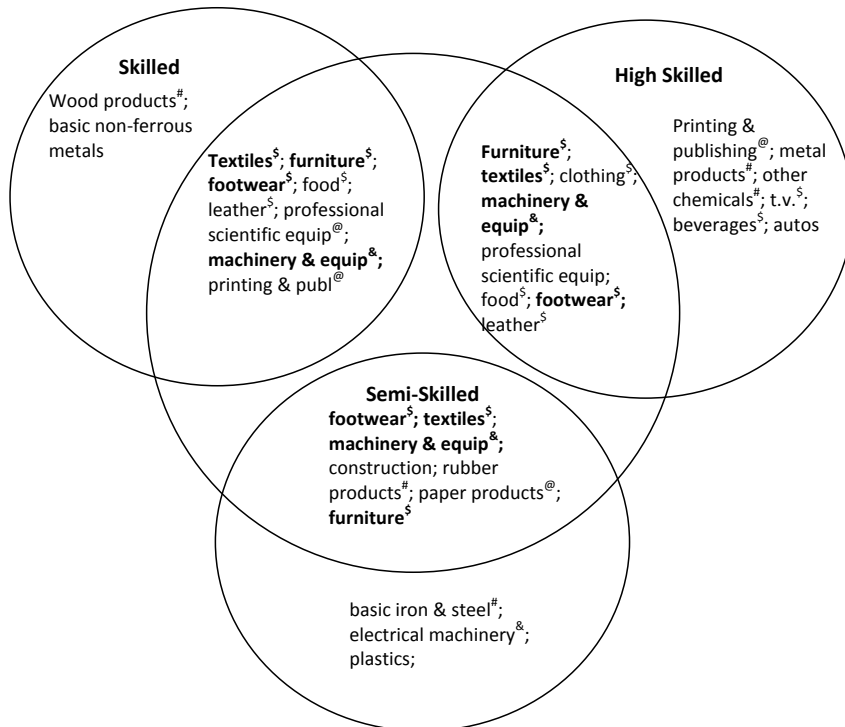 Skilled
Wood products#;
basic non-ferrous
metals
Textiles$; furniture$;
footwear$; food$;
leather$; professional
scientific equip@;
machinery & equip&;
printing & publ@
High Skilled
Furniture$;
textiles$; clothing$;
machinery &
equip&;
professional
scientific equip;
food$; footwear$;
leather$
Printing &
publishing@; metal
products#; other
chemicals#; t.v.$;
beverages$; autos
Semi-Skilled
footwear$; textiles$;
machinery & equip&;
construction; rubber
products#; paper products@;
furniture$
basic iron & steel#;
electrical machinery&;
plastics;